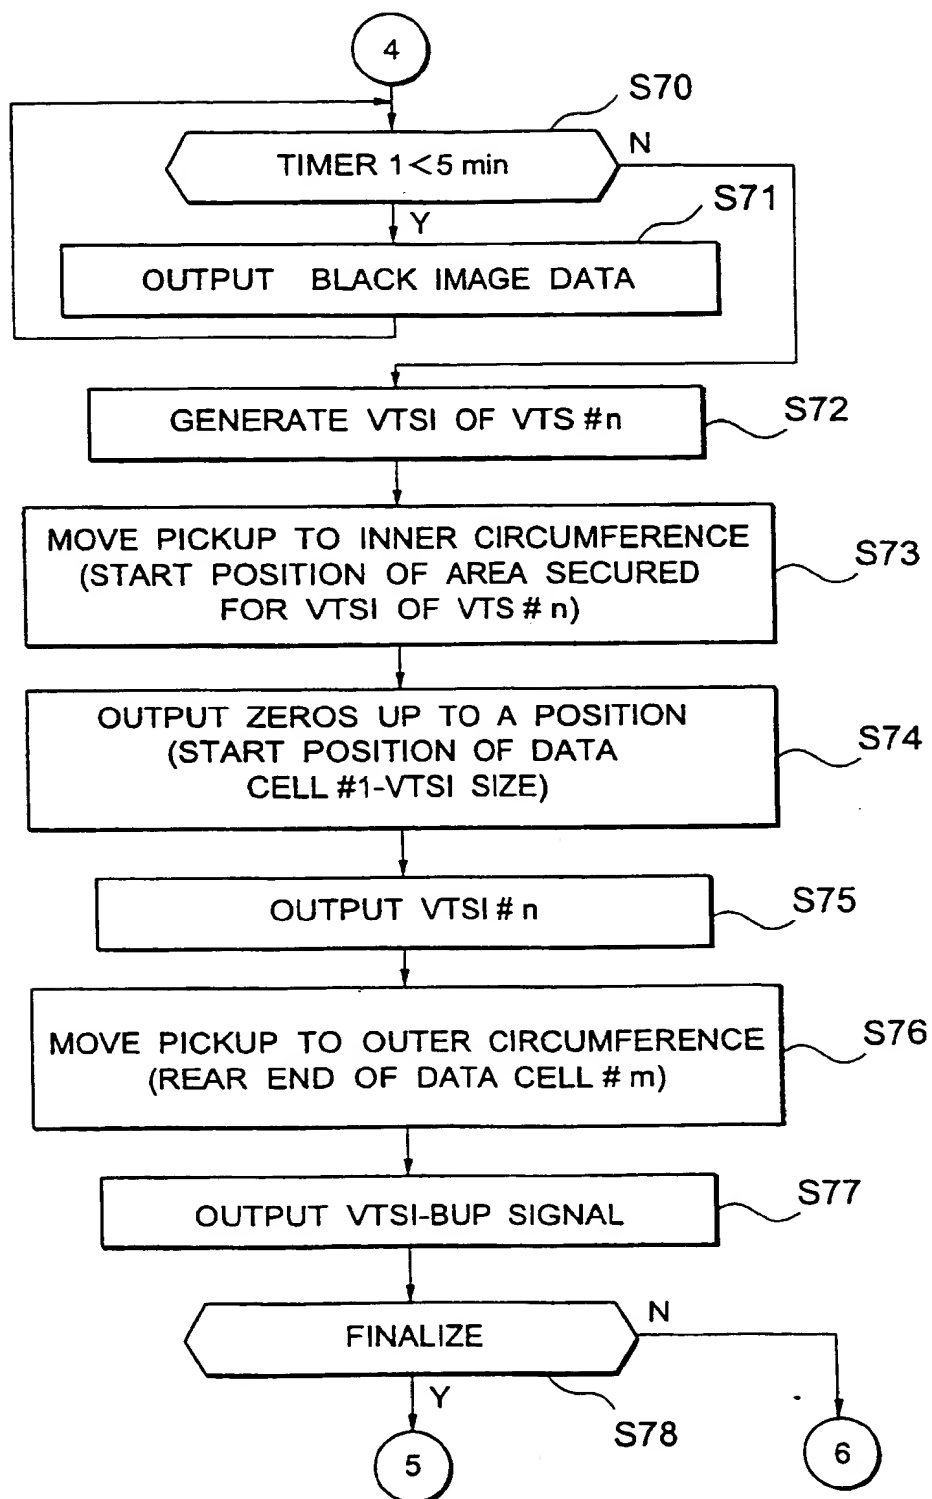 4
S70
TIMER 1<5 min
N
Y
S71
OUTPUT BLACK IMAGE DATA
GENERATE VTSI OF VTS #n
S72
MOVE PICKUP TO INNER CIRCUMFERENCE
(START POSITION OF AREA SECURED
FOR VTSI OF VTS # n)
S73
OUTPUT ZEROS UP TO A POSITION
(START POSITION OF DATA
CELL #1-VTSI SIZE)
S74
OUTPUT VTSI # n
S75
MOVE PICKUP TO OUTER CIRCUMFERENCE
(REAR END OF DATA CELL # m)
S76
OUTPUT VTSI-BUP SIGNAL
S77
FINALIZE
N
Y
S78
5
6